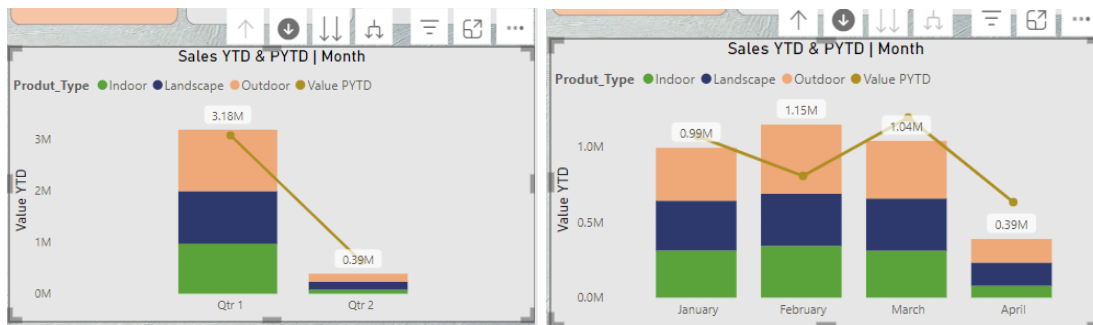 Sales YTD & PYTD | Month
Produt_Type Indoor Landscape Outdoor Value PYTD
3.18M
3M
2M
1M
0M
Value YTD
0.39M
Qtr 1 Qtr 2
Sales YTD & PYTD | Month
Produt_Type Indoor Landscape Outdoor Value PYTD
1.15M
0.99M
1.04M
1.0M
0.5M
0.0M
Value YTD
0.39M
January February March April